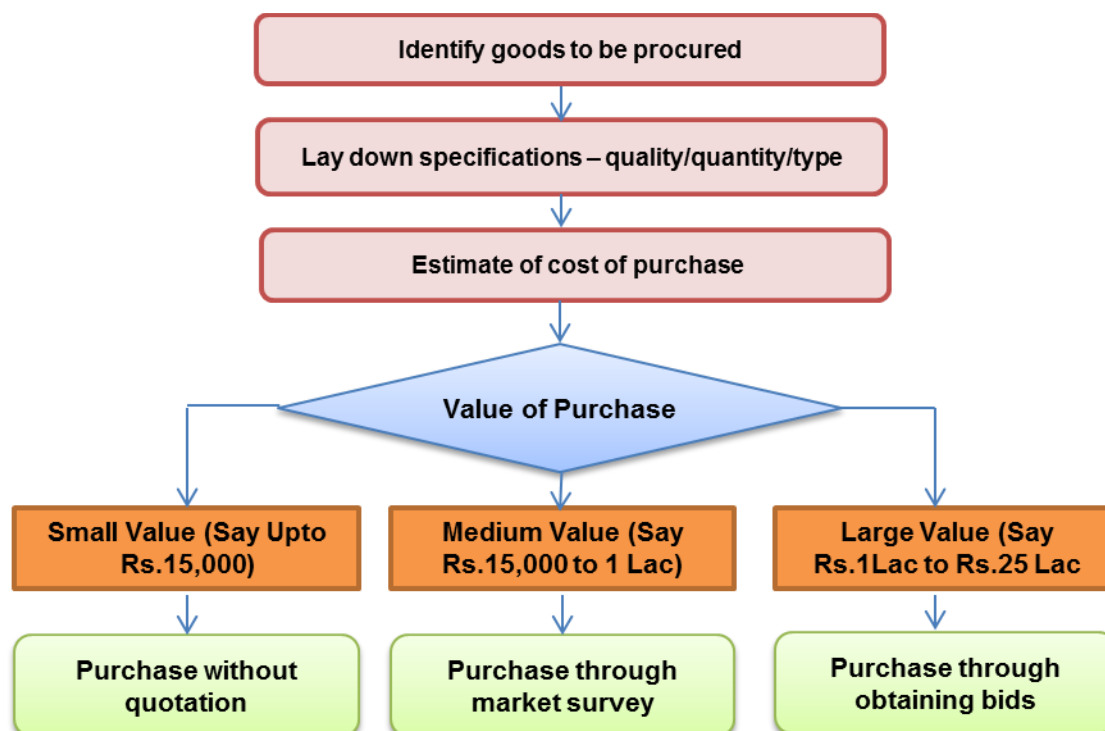 Identify goods to be procured
Lay down specifications – quality/quantity/type
Estimate of cost of purchase
Value of Purchase
Small Value (Say Upto
Rs.15,000)
Medium Value (Say
Rs.15,000 to 1 Lac)
Large Value (Say
Rs.1Lac to Rs.25 Lac
Purchase without
quotation
Purchase through
market survey
Purchase through
obtaining bids